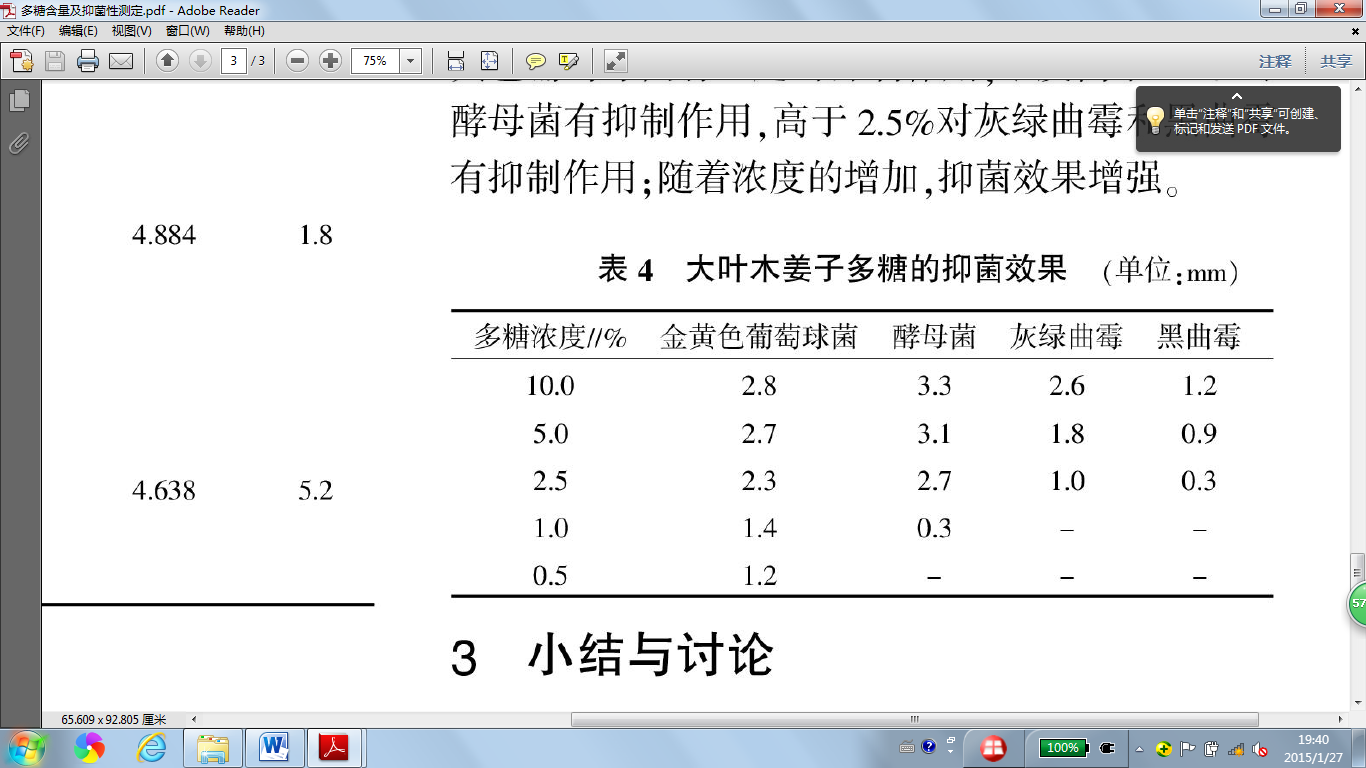 多糖含量及抑菌性测定.pdf - Adobe Reader
文件(F) 编辑(E) 视图(V) 窗口(W) 帮助(H)
3 / 3 75% 注释 共享
酵母菌有抑制作用,高于 2.5%对灰绿曲霉
有抑制作用;随着浓度的增加,抑菌效果增强。
单击“注释”和“共享”可创建、
标记和发送 PDF 文件。
4.884 1.8
4.638 5.2
表 4 大叶木姜子多糖的抑菌效果 (单位:mm)
多糖浓度//% 金黄色葡萄球菌 酵母菌 灰绿曲霉 黑曲霉
10.0 2.8 3.3 2.6 1.2
5.0 2.7 3.1 1.8 0.9
2.5 2.3 2.7 1.0 0.3
1.0 1.4 0.3 – –
0.5 1.2 – – –
3 小结与讨论
57
65.609 x 92.805 厘米
100%
19:40
2015/1/27